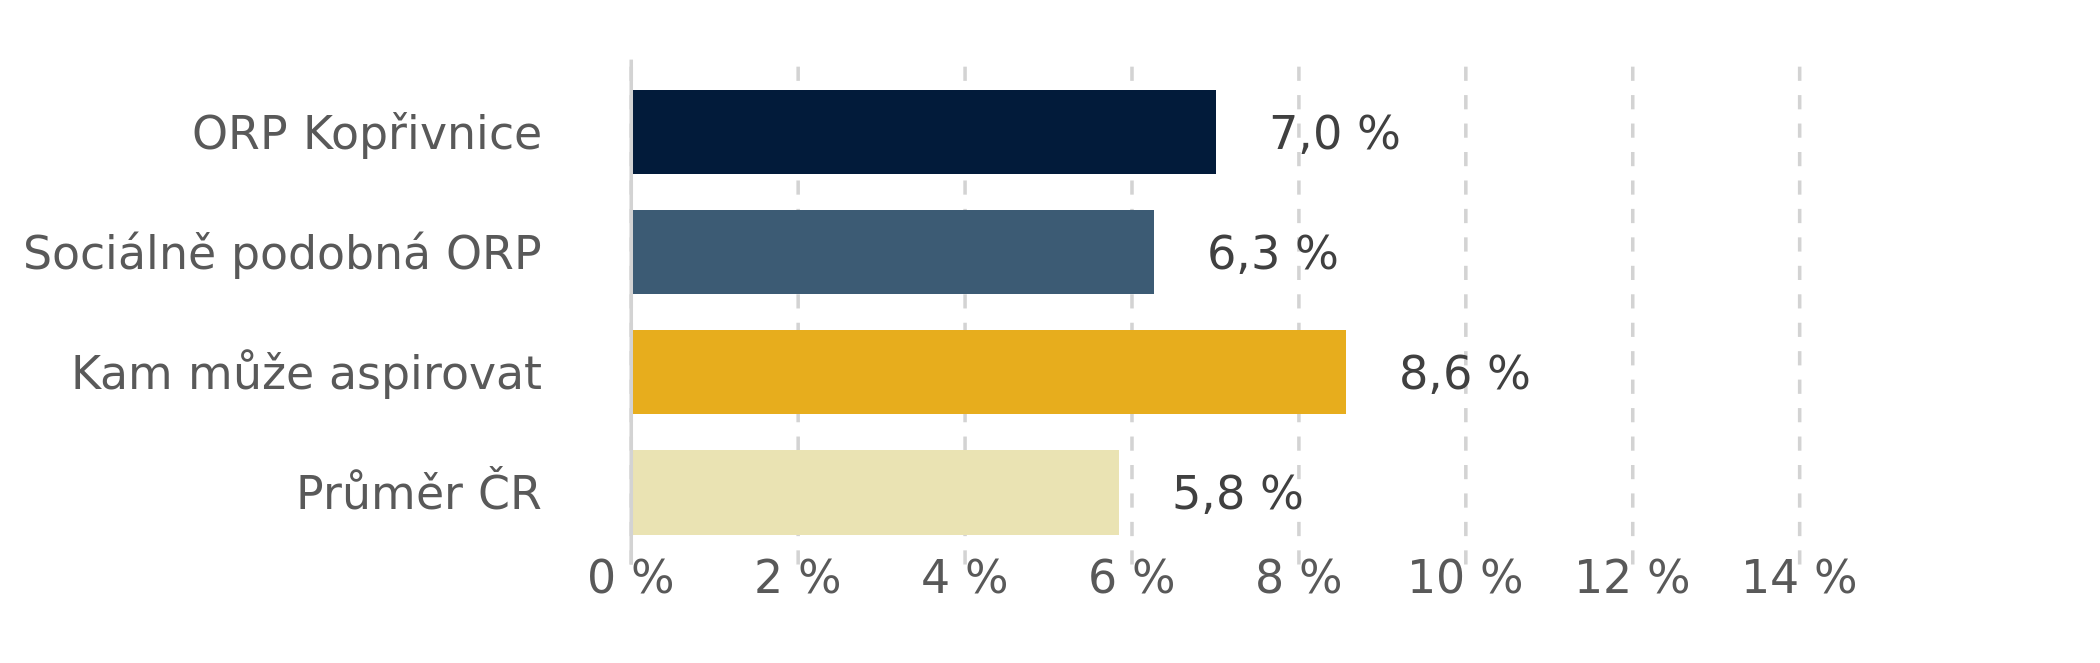 ORP Kopřivnice 7,0 %
Sociálně podobná ORP 6,3 %
Kam může aspirovat 8,6 %
Průměr ČR 5,8 %
0 % 2 % 4 % 6 % 8 % 10 % 12 % 14 %